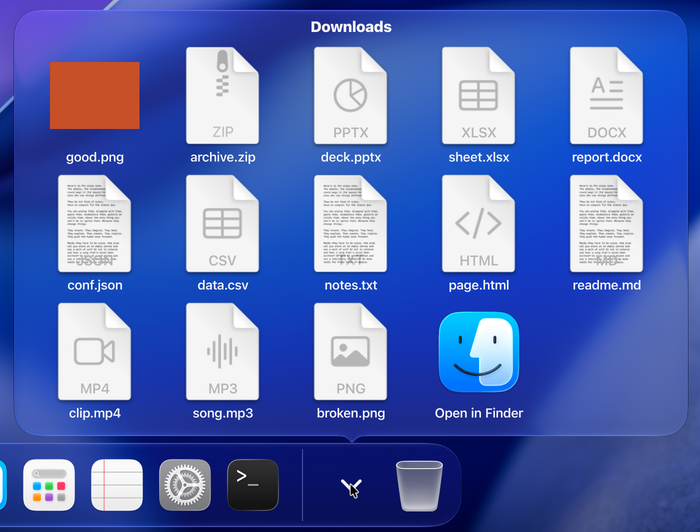 Downloads
good.png
ZIP
archive.zip
PPTX
deck.pptx
XLSX
sheet.xlsx
DOCX
report.docx
JSON
conf.json
CSV
data.csv
notes.txt
HTML
page.html
MD
readme.md
MP4
clip.mp4
MP3
song.mp3
PNG
broken.png
Open in Finder
>_